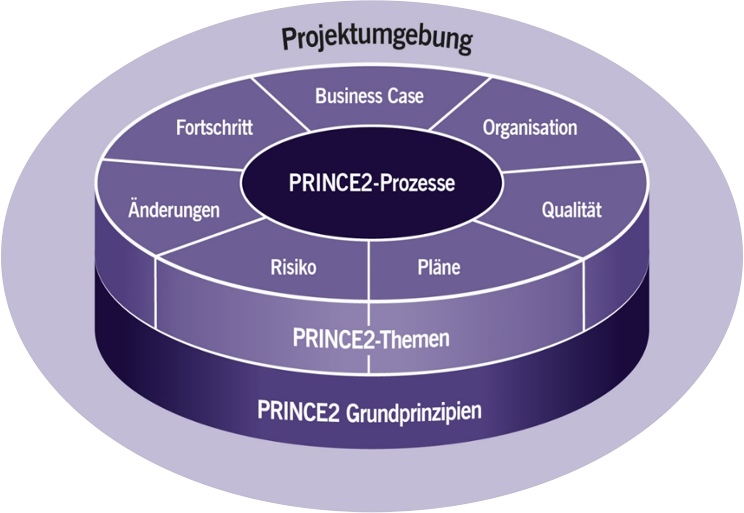 Projektumgebung
Business Case
Fortschritt
Organisation
PRINCE2-Prozesse
Änderungen
Qualität
Risiko
Pläne
PRINCE2-Themen
PRINCE2 Grundprinzipien